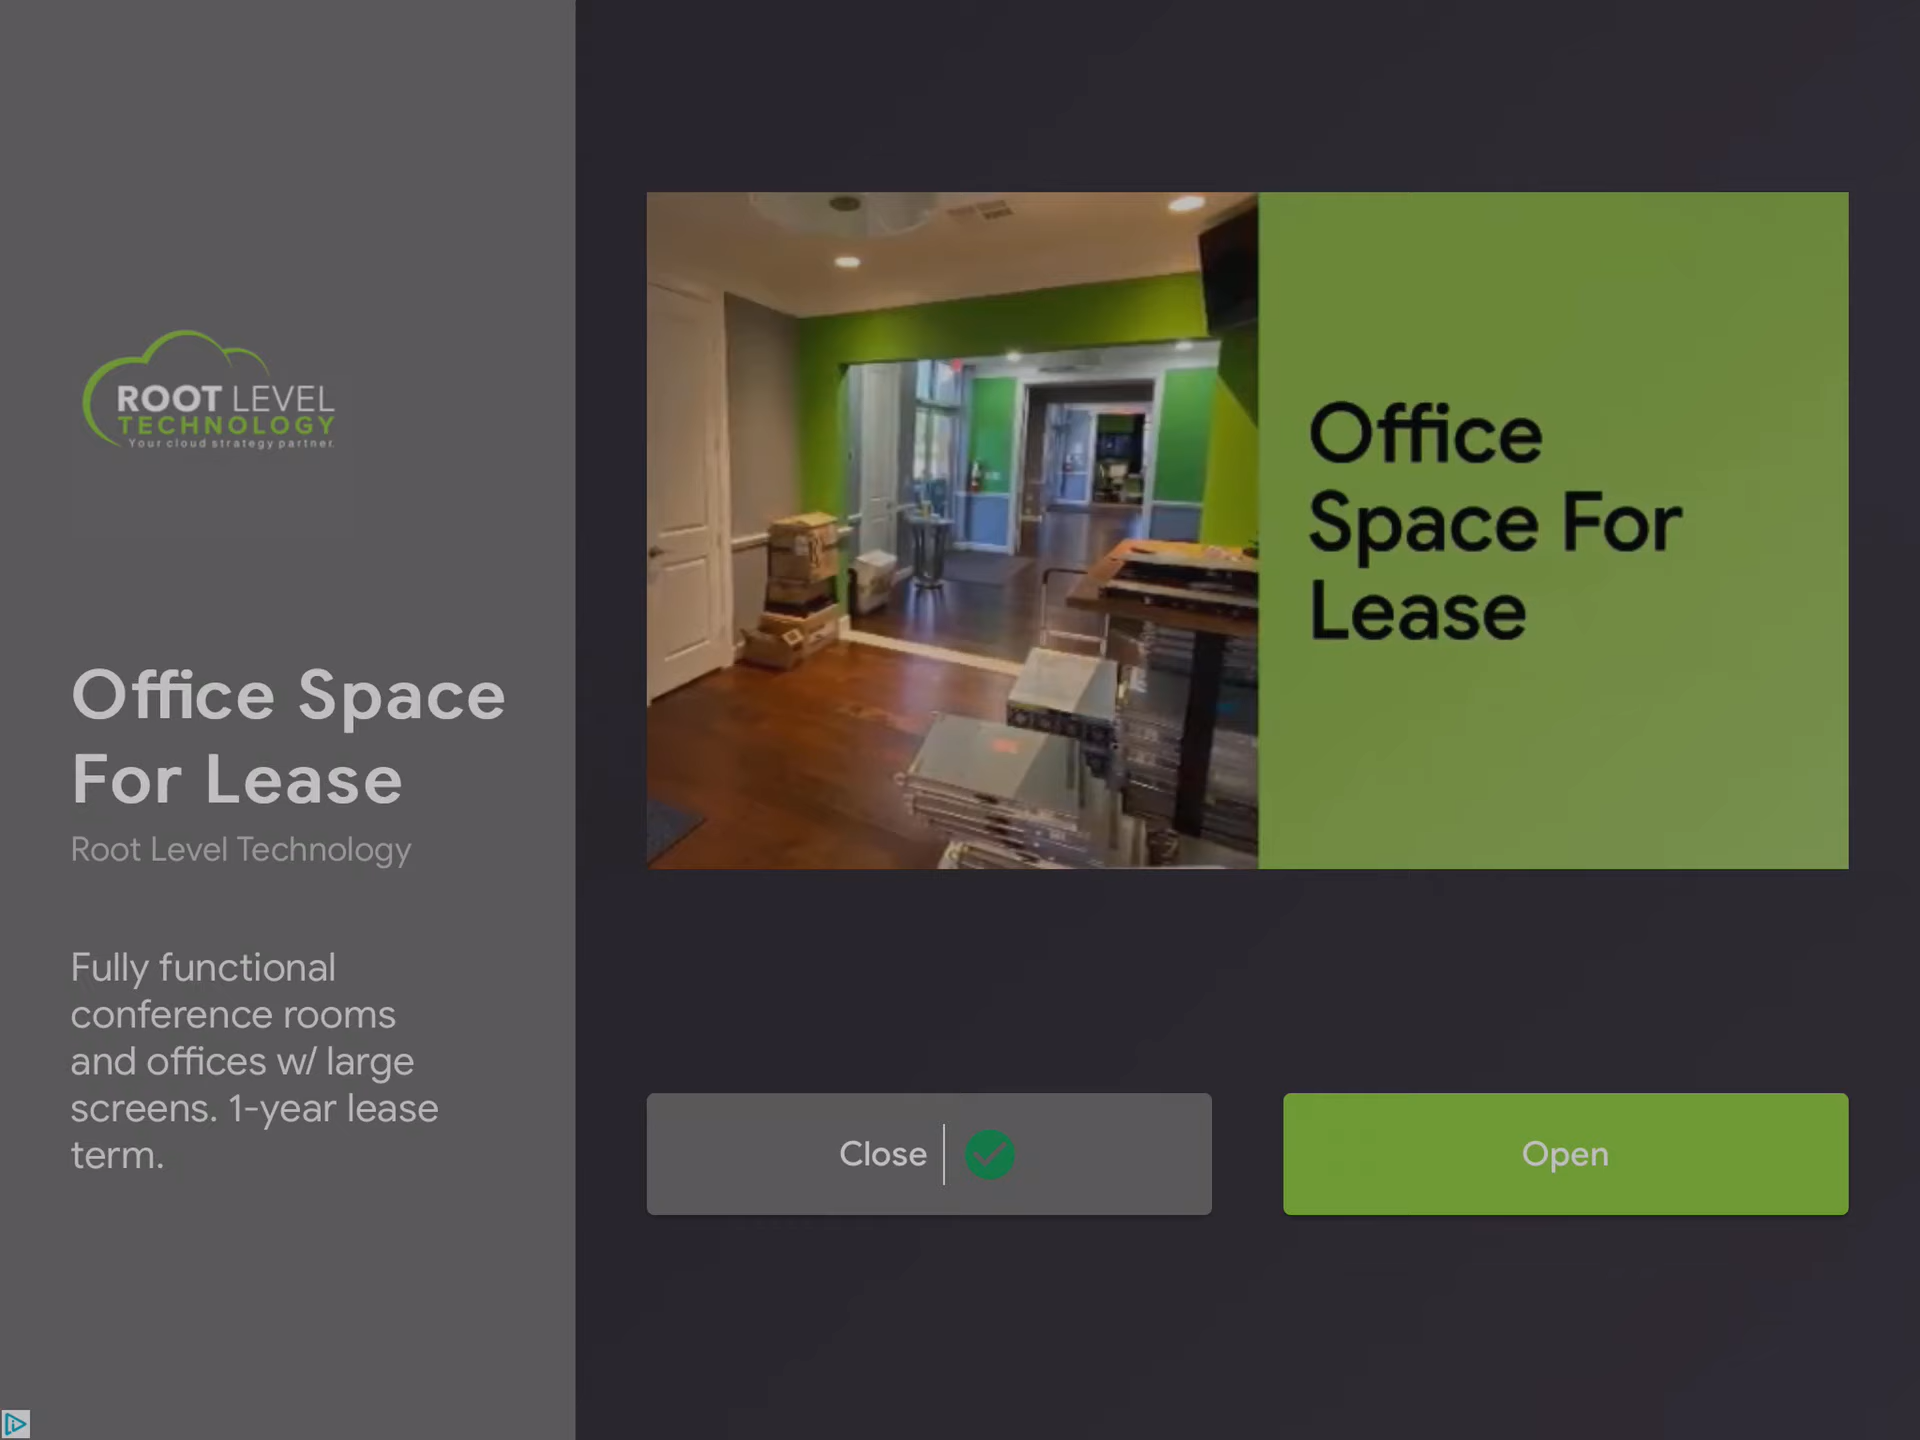 ROOT LEVEL
TECHNOLOGY
Your cloud strategy partner.
Office Space
For Lease
Root Level Technology
Fully functional
conference rooms
and offices w/ large
screens. 1-year lease
term.
Office
Space For
Lease
Close
Open